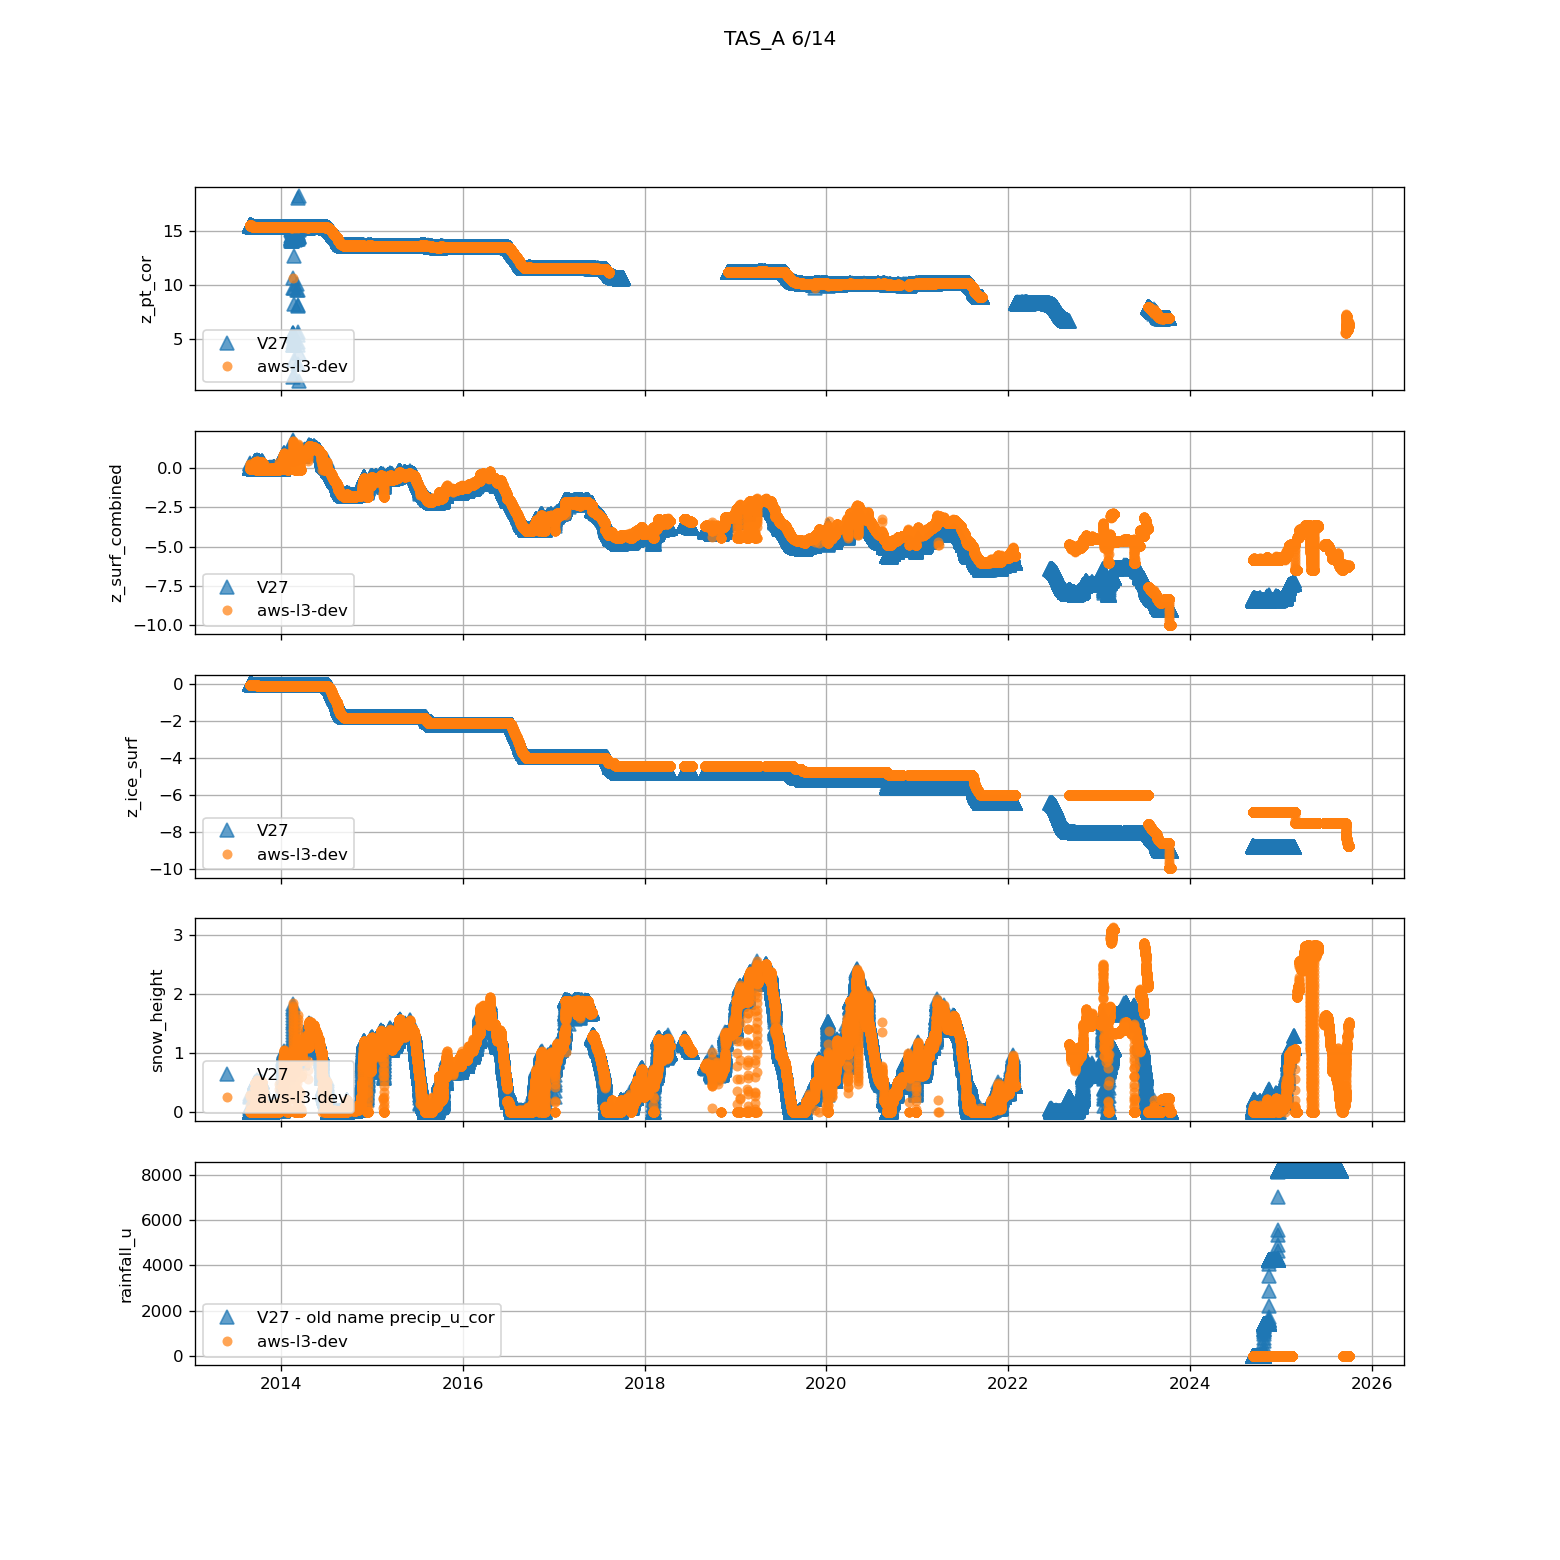 TAS_A 6/14
z_pt_cor
15
10
5
V27
aws-l3-dev
z_surf_combined
0.0
−2.5
−5.0
−7.5
−10.0
V27
aws-l3-dev
z_ice_surf
0
−2
−4
−6
−8
−10
V27
aws-l3-dev
snow_height
3
2
1
0
V27
aws-l3-dev
rainfall_u
8000
6000
4000
2000
0
V27 - old name precip_u_cor
aws-l3-dev
2014 2016 2018 2020 2022 2024 2026